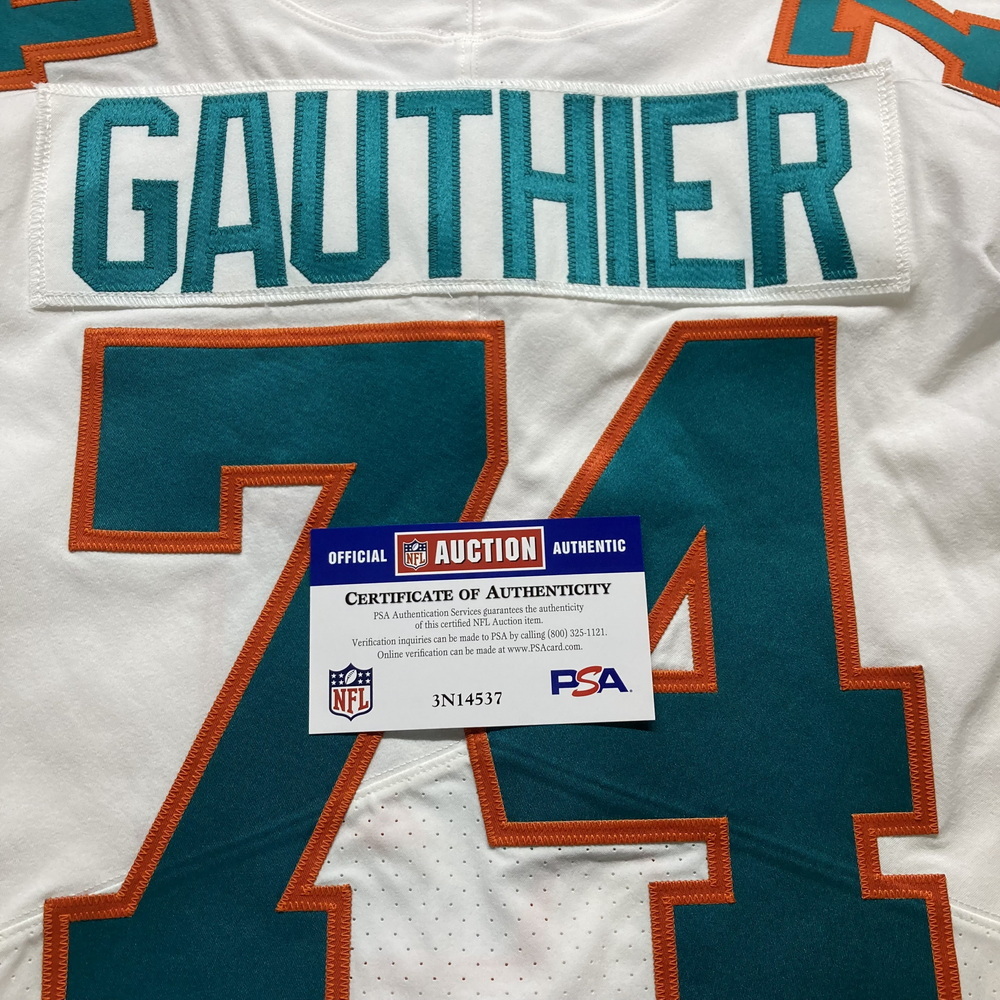 GAUTHIER
74
OFFICIAL NFL AUCTION AUTHENTIC
CERTIFICATE OF AUTHENTICITY
PSA Authentication Services guarantees the authenticity
of this certified NFL Auction item.
Verification inquiries can be made to PSA by calling (800) 325-1121.
Online verification can be made at www.PSAcard.com.
NFL
3N14537
PSA